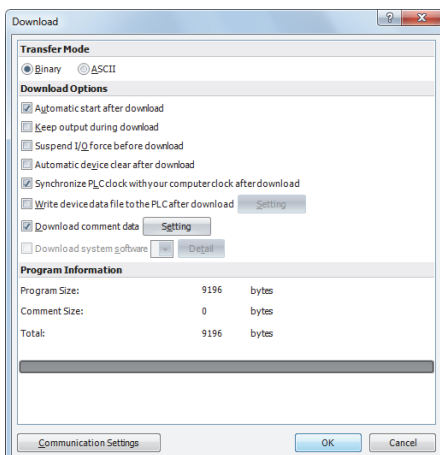 Download
Transfer Mode
Binary ASCII
Download Options
Automatic start after download
Keep output during download
Suspend I/O force before download
Automatic device clear after download
Synchronize PLC clock with your computer clock after download
Write device data file to the PLC after download Setting
Download comment data Setting
Download system software Detail
Program Information
Program Size: 9196 bytes
Comment Size: 0 bytes
Total: 9196 bytes
Communication Settings OK Cancel